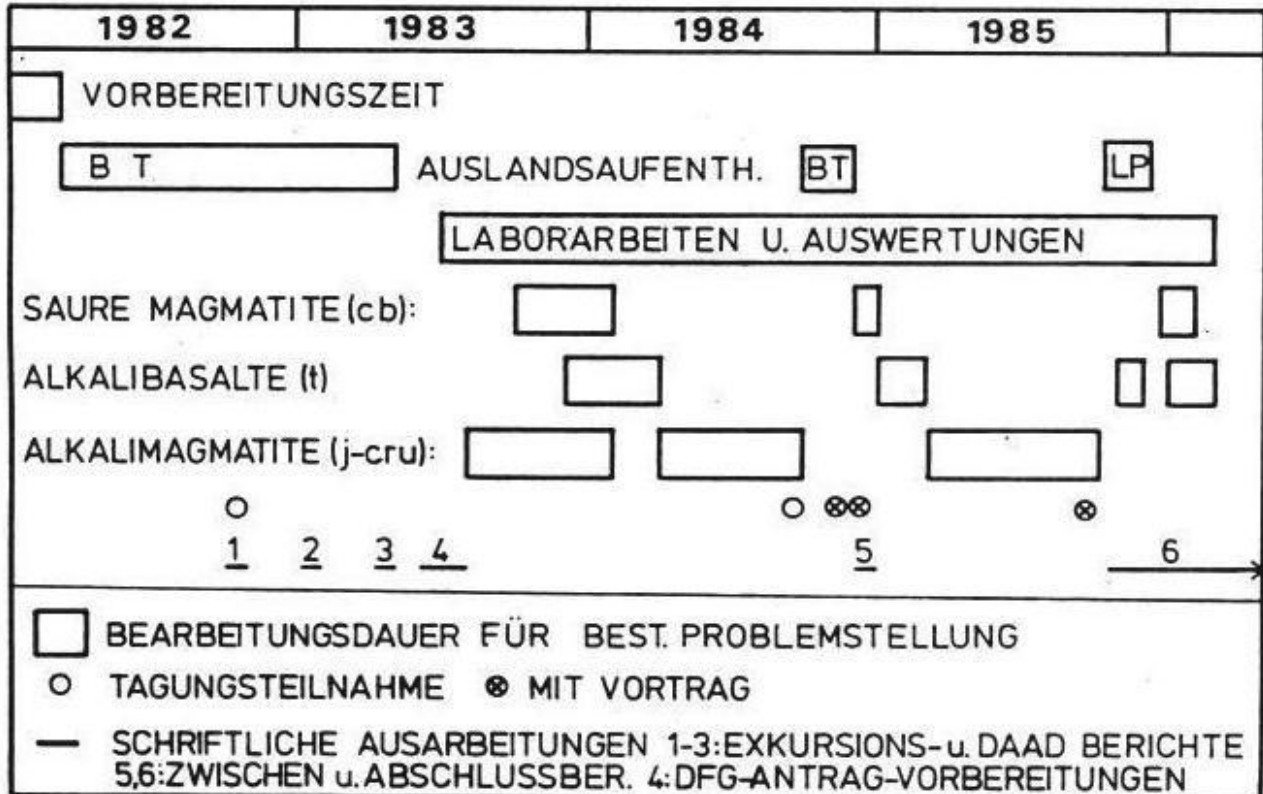 1982 1983 1984 1985
VORBEREITUNGSZEIT
B T AUSLANDSAUFENTH. BT LP
LABORARBEITEN U. AUSWERTUNGEN
SAURE MAGMATITE (cb):
ALKALIBASALTE (t)
ALKALIMAGMATITE (j-cru):
1 2 3 4 5 6
BEARBEITUNGSDAUER FÜR BEST. PROBLEMSTELLUNG
TAGUNGSTEILNAHME MIT VORTRAG
SCHRIFTLICHE AUSARBEITUNGEN 1-3:EXKURSIONS- u. DAAD BERICHTE
5,6:ZWISCHEN u. ABSCHLUSSBER. 4:DFG-ANTRAG-VORBEREITUNGEN